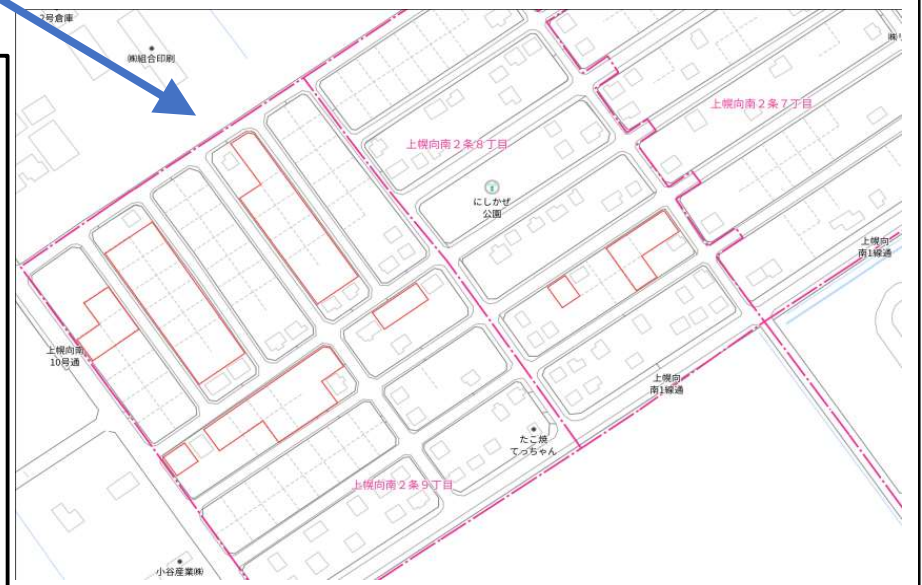 2号倉庫
㈱組合印刷
上幌向南2条7丁目
上幌向南2条8丁目
にしかぜ
公園
上幌向
南1線通
上幌向南
10号通
上幌向
南1線通
たこ焼
てっちゃん
上幌向南2条9丁目
小谷産業㈱